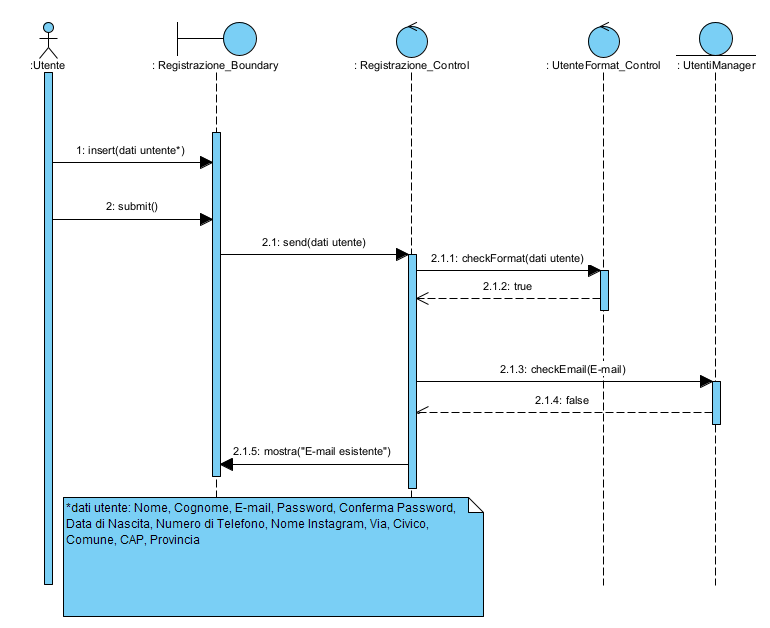 :Utente
: Registrazione_Boundary
: Registrazione_Control
: UtenteFormat_Control
: UtentiManager
1: insert(dati untente*)
2: submit()
2.1: send(dati utente)
2.1.1: checkFormat(dati utente)
2.1.2: true
2.1.3: checkEmail(E-mail)
2.1.4: false
2.1.5: mostra("E-mail esistente")
*dati utente: Nome, Cognome, E-mail, Password, Conferma Password,
Data di Nascita, Numero di Telefono, Nome Instagram, Via, Civico,
Comune, CAP, Provincia